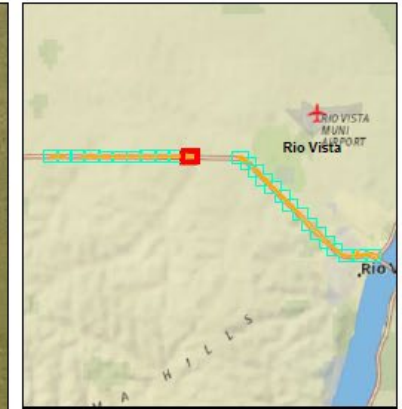 RIO VISTA
MUNI
AIRPORT
Rio Vista
Rio V
M A H I L L S